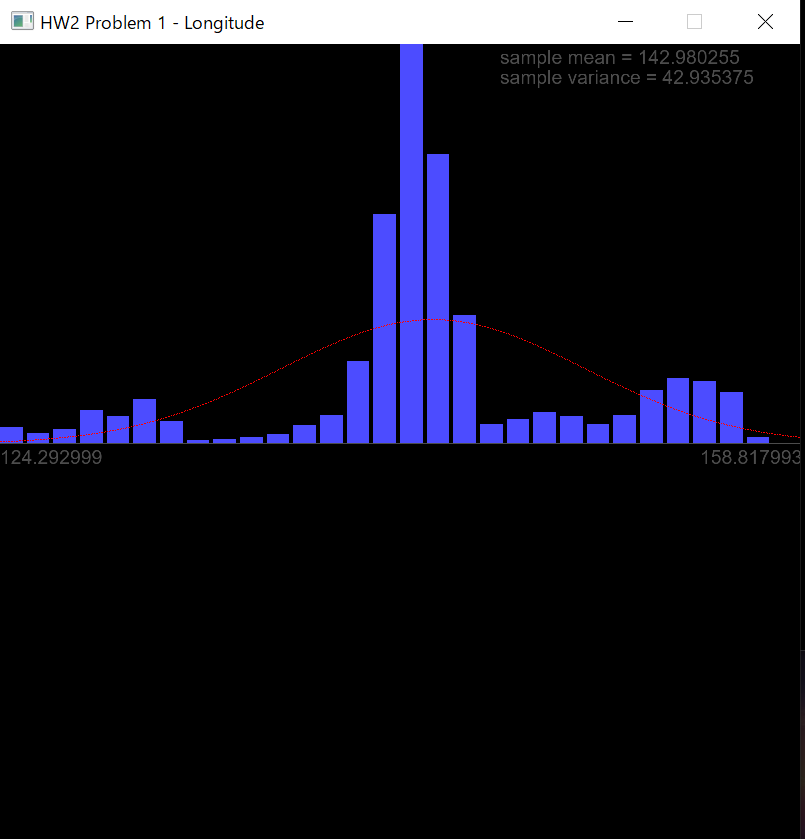 HW2 Problem 1 - Longitude
sample mean = 142.980255
sample variance = 42.935375
124.292999
158.817993